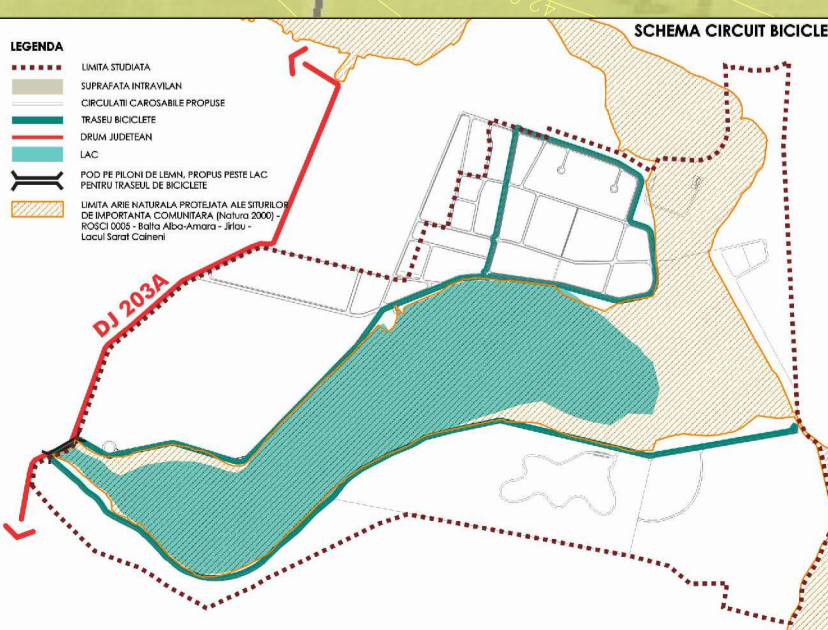 SCHEMA CIRCUIT BICICLE
LEGENDA
LIMITA STUDIATA
SUPRAFATA INTRAVILAN
CIRCULATII CAROSABILE PROPUSE
TRASEU BICICLETE
DRUM JUDETEAN
LAC
POD PE PILONI DE LEMN, PROPUS PESTE LAC
PENTRU TRASEUL DE BICICLETE
LIMITA ARIE NATURALA PROTEJATA ALE SITURILOR
DE IMPORTANTA COMUNITARA (Natura 2000) -
ROSCI 0005 - Balta Alba-Amara - Jirlau -
Lacul Sarat Caineni
DJ 203A